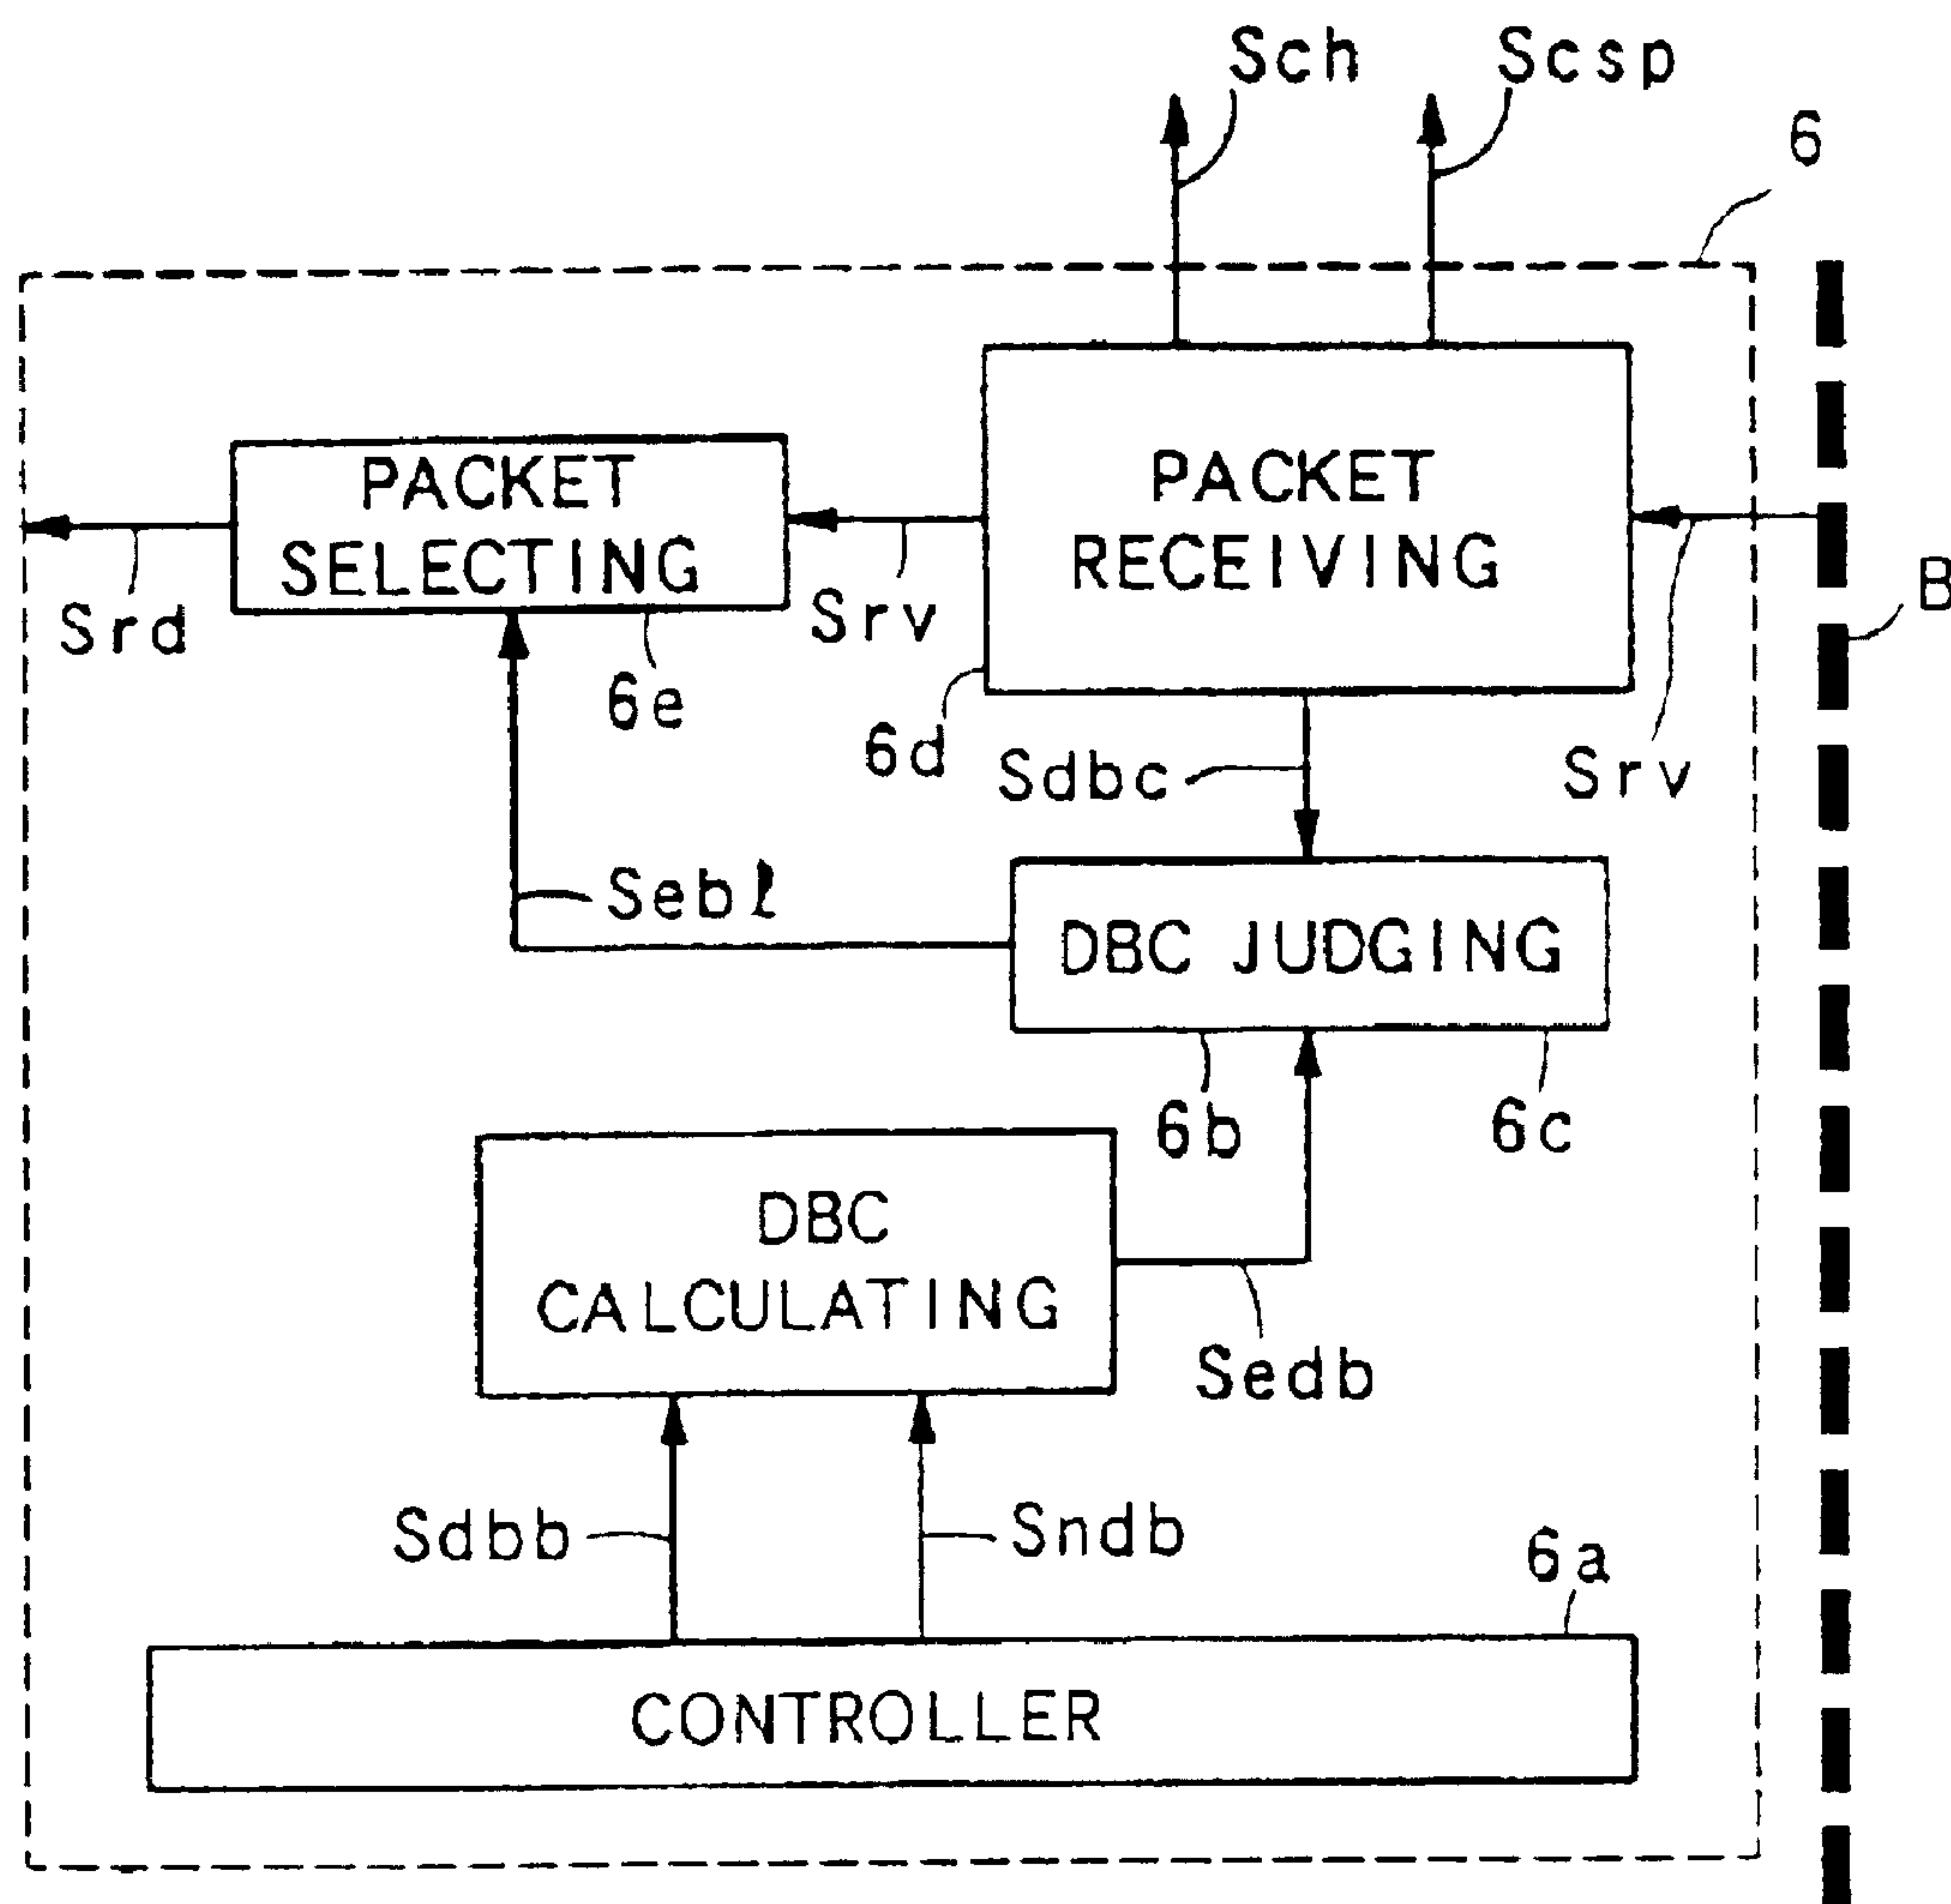 Sch
Scsp
6
PACKET
SELECTING
PACKET
RECEIVING
B
Srd
Srv
6e
6d
Sdbc
Srv
Sebℓ
DBC JUDGING
6b
6c
DBC
CALCULATING
Sedb
Sdbb
Sndb
6a
CONTROLLER